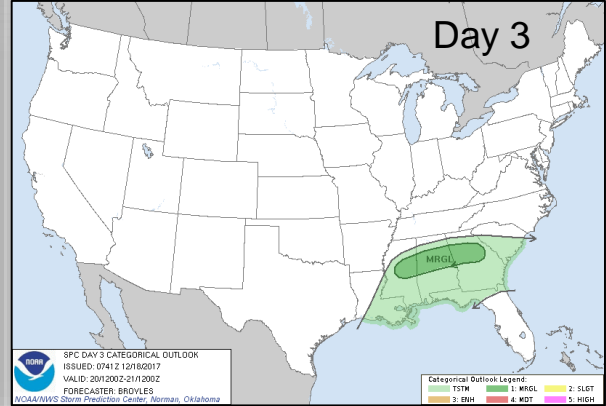 Day 3
MRGL
NOAA
SPC DAY 3 CATEGORICAL OUTLOOK
ISSUED: 0741Z 12/18/2017
VALID: 20/1200Z-21/1200Z
FORECASTER: BROYLES
NOAA/NWS Storm Prediction Center, Norman, Oklahoma
Categorical Outlook Legend:
TSTM 1: MRGL 2: SLGT
3: ENH 4: MDT 5: HIGH